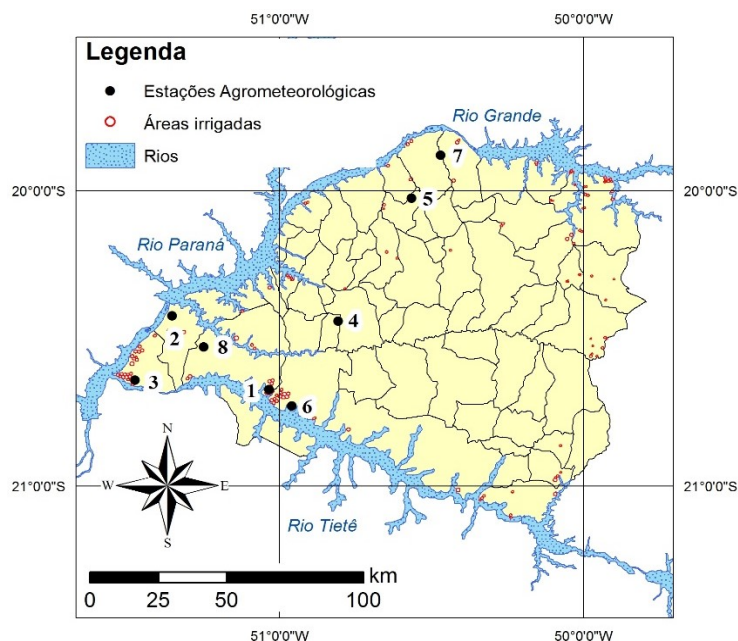 51°0'0"W 50°0'0"W
Legenda
Estações Agrometeorológicas
Áreas irrigadas
Rios
Rio Grande
7
20°0'0"S 20°0'0"S
5
Rio Paraná
2
4
8
3
1
6
N
W E
S
21°0'0"S 21°0'0"S
Rio Tietê
km
0 25 50 100
51°0'0"W 50°0'0"W